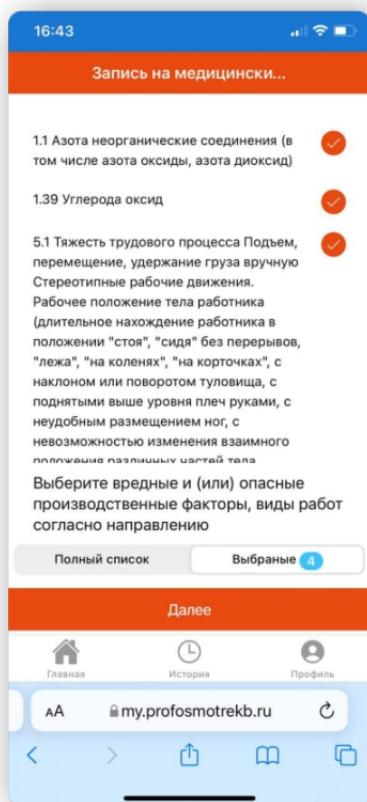 16:43
Запись на медицински...
1.1 Азота неорганические соединения (в
том числе азота оксиды, азота диоксид)
1.39 Углерода оксид
5.1 Тяжесть трудового процесса Подъем,
перемещение, удержание груза вручную
Стереотипные рабочие движения.
Рабочее положение тела работника
(длительное нахождение работника в
положении "стоя", "сидя" без перерывов,
"лежа", "на коленях", "на корточках", с
наклоном или поворотом туловища, с
поднятыми выше уровня плеч руками, с
неудобным размещением ног, с
невозможностью изменения взаимного
положения различных частей тела
Выберите вредные и (или) опасные
производственные факторы, виды работ
согласно направлению
Полный список Выбраные 4
Далее
Главная История Профиль
AA my.profosmotrekb.ru